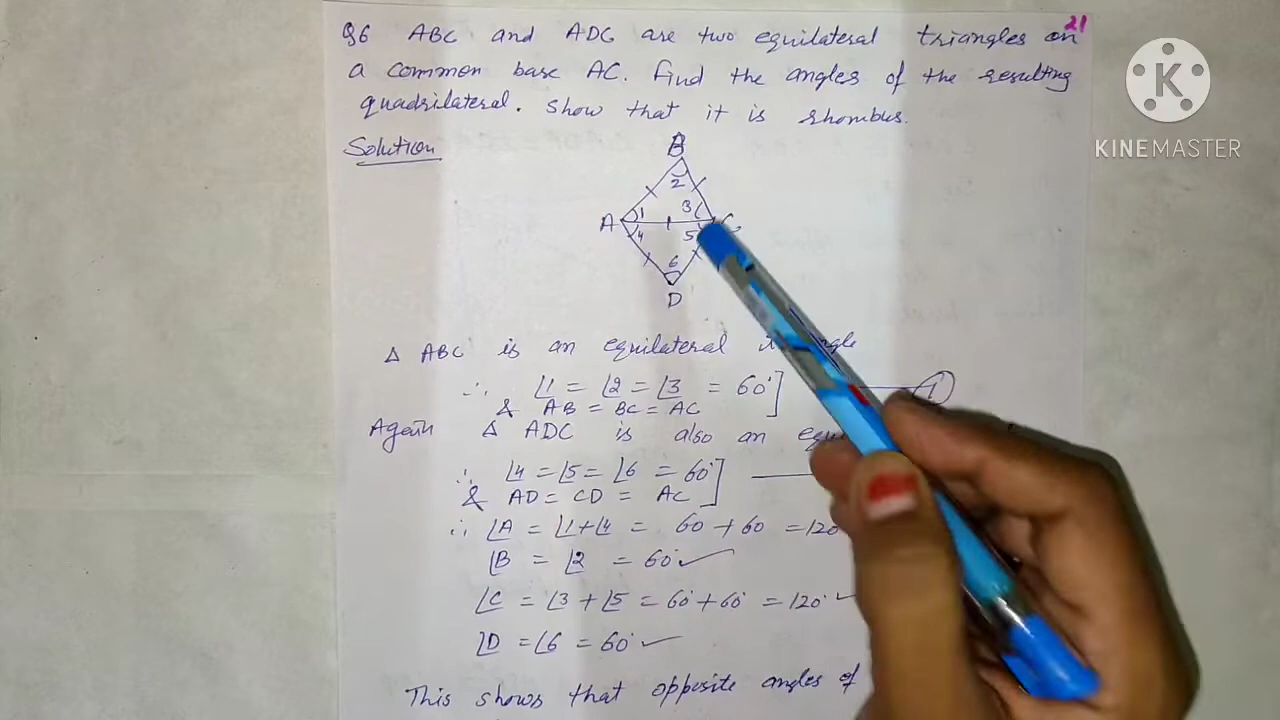 21
Q6 ABC and ADC are two equilateral triangles on
a common base AC. Find the angles of the resulting
quadrilateral. Show that it is rhombus.
K
KINEMASTER
Solution
B
2
A 1 3 C
4 5
6
D
Δ ABC is an equilateral
∴ ∠1 = ∠2 = ∠3 = 60° ] 1
& AB = BC = AC
Again Δ ADC is also an
∴ ∠4 = ∠5 = ∠6 = 60° ]
& AD = CD = AC
∴ ∠A = ∠1 + ∠4 = 60 + 60 = 120
∠B = ∠2 = 60° ✓
∠C = ∠3 + ∠5 = 60° + 60° = 120° ✓
∠D = ∠6 = 60° ✓
This shows that opposite angles of